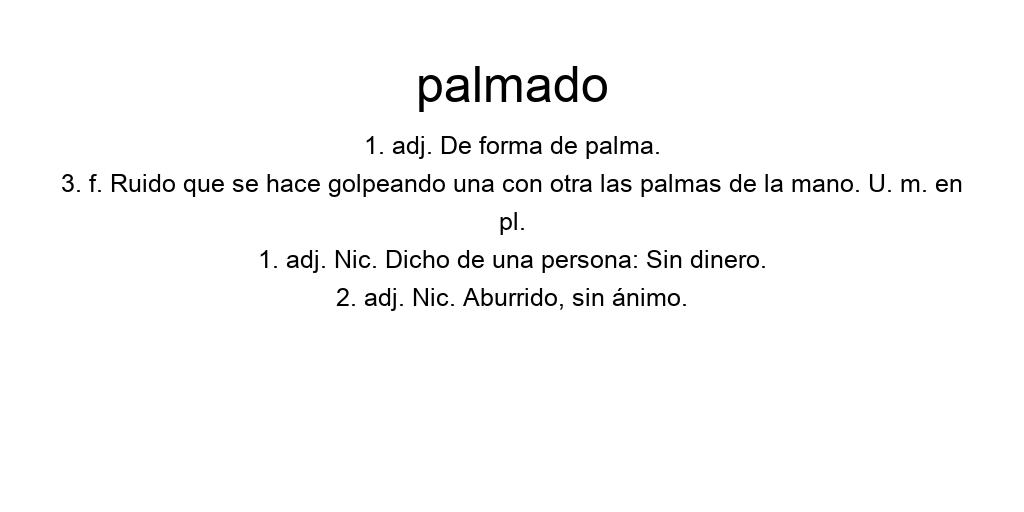 palmado
1. adj. De forma de palma.
3. f. Ruido que se hace golpeando una con otra las palmas de la mano. U. m. en
pl.
1. adj. Nic. Dicho de una persona: Sin dinero.
2. adj. Nic. Aburrido, sin ánimo.